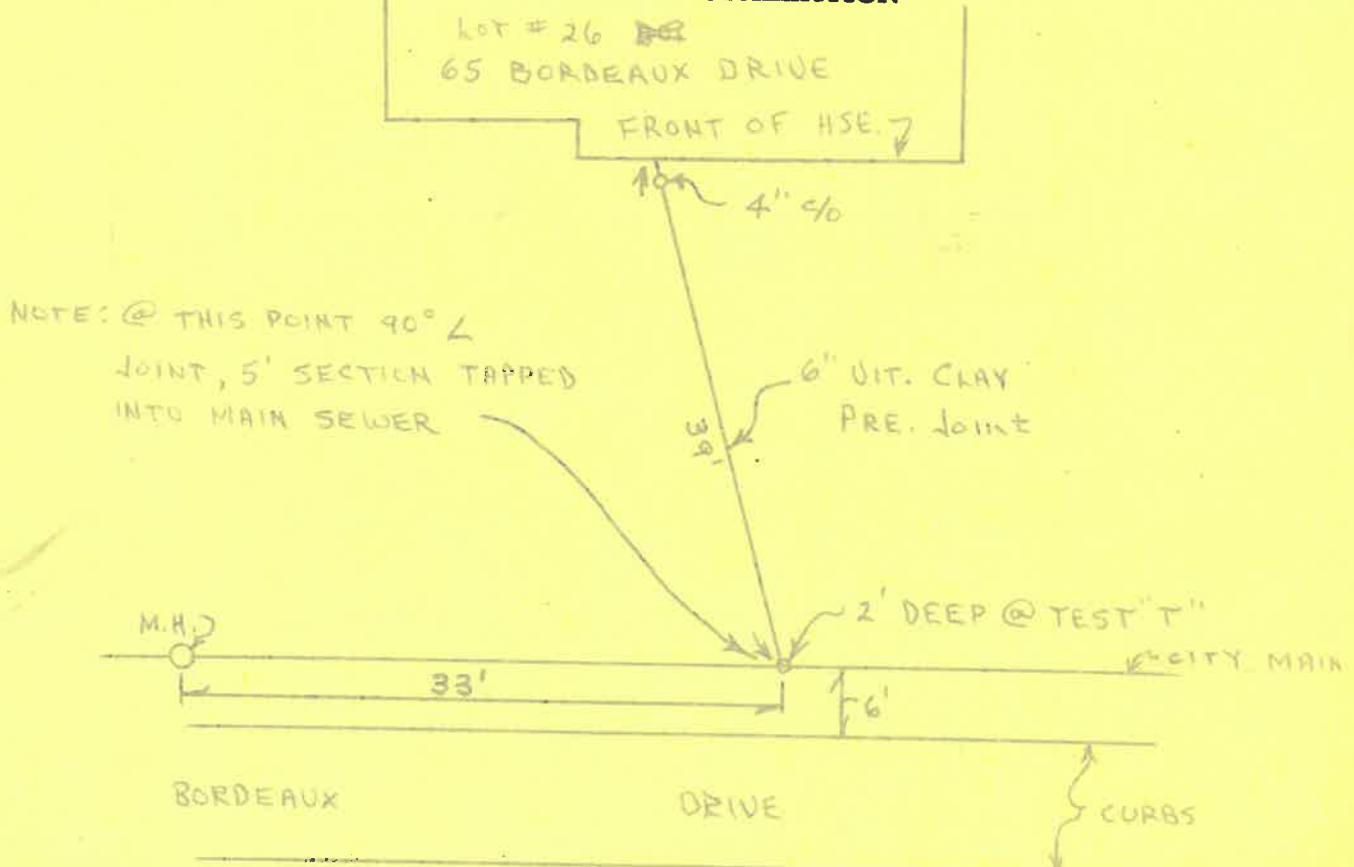 LOT # 26
65 BORDEAUX DRIVE
FRONT OF HSE.
4" C/O
NOTE: @ THIS POINT 90° ∠
JOINT, 5' SECTION TAPPED
INTO MAIN SEWER
6" VIT. CLAY
PRE. Joint
39'
M.H.
2' DEEP @ TEST "T"
CITY MAIN
33'
6'
BORDEAUX DRIVE
CURBS